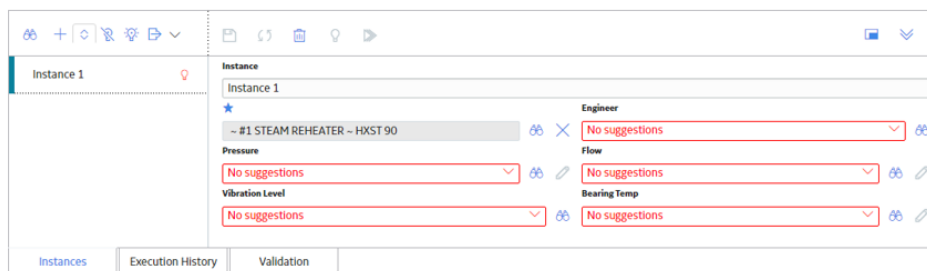 Instance 1
Instance
Instance 1
Engineer
~ #1 STEAM REHEATER ~ HXST 90
No suggestions
Pressure
Flow
No suggestions
No suggestions
Vibration Level
Bearing Temp
No suggestions
No suggestions
Instances
Execution History
Validation